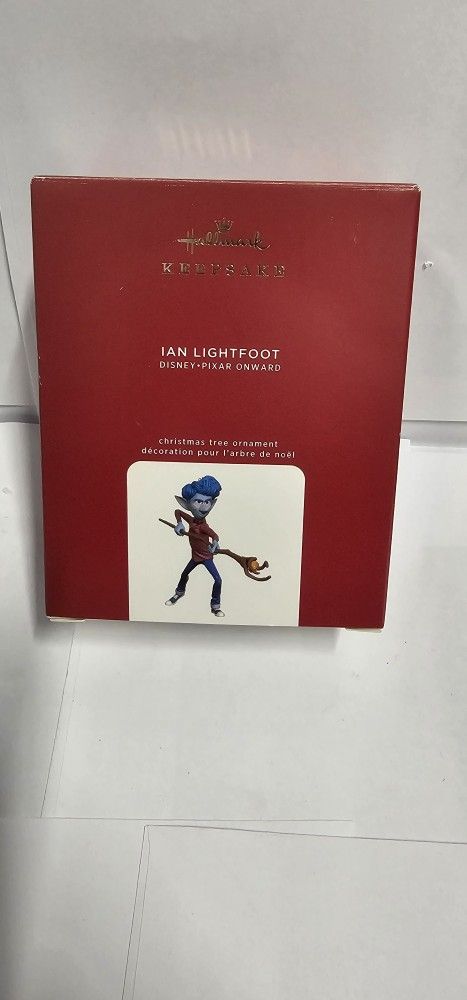 Hallmark
KEEPSAKE
IAN LIGHTFOOT
DISNEY•PIXAR ONWARD
christmas tree ornament
décoration pour l'arbre de noël